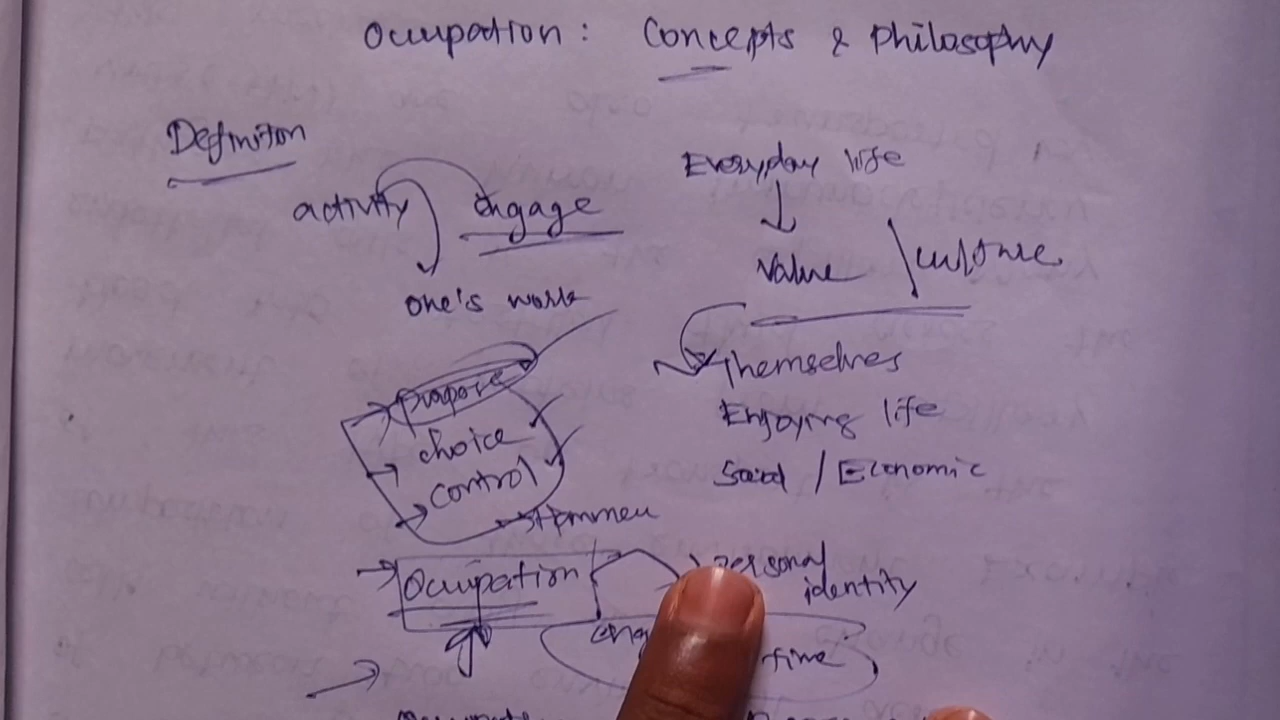 Occupation: Concepts & Philosophy
Definition
activity engage
one's work
Everyday life
Value / culture
themselves
Enjoying life
Social / Economic
purpose
choice
control
Occupation
personal
identity
time